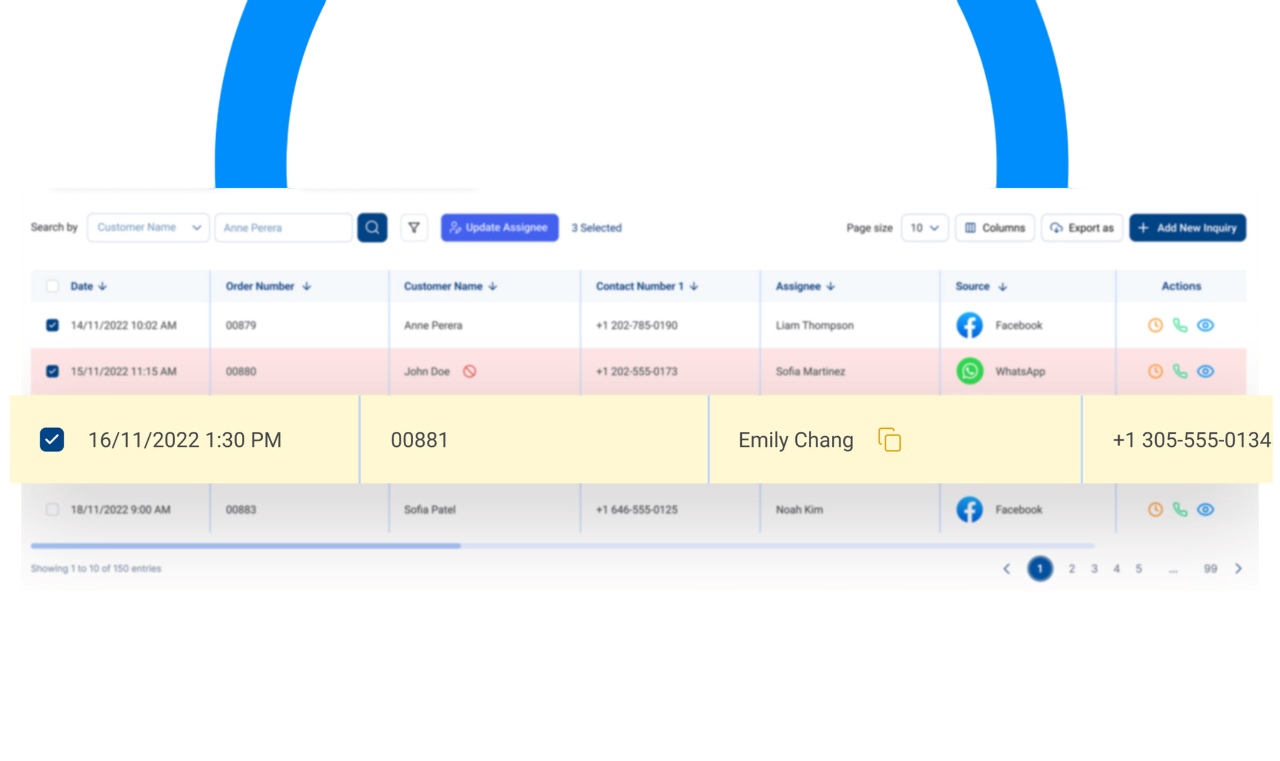 Search by Customer Name Anne Perera Update Assignee 3 Selected Page size 10 Columns Export as + Add New Inquiry
Date Order Number Customer Name Contact Number 1 Assignee Source Actions
14/11/2022 10:02 AM 00879 Anne Perera +1 202-785-0190 Liam Thompson Facebook
15/11/2022 11:15 AM 00880 John Doe +1 202-555-0173 Sofia Martinez WhatsApp
16/11/2022 1:30 PM 00881 Emily Chang +1 305-555-0134
18/11/2022 9:00 AM 00883 Sofia Patel +1 646-555-0125 Noah Kim Facebook
Showing 1 to 10 of 150 entries 1 2 3 4 5 ... 99